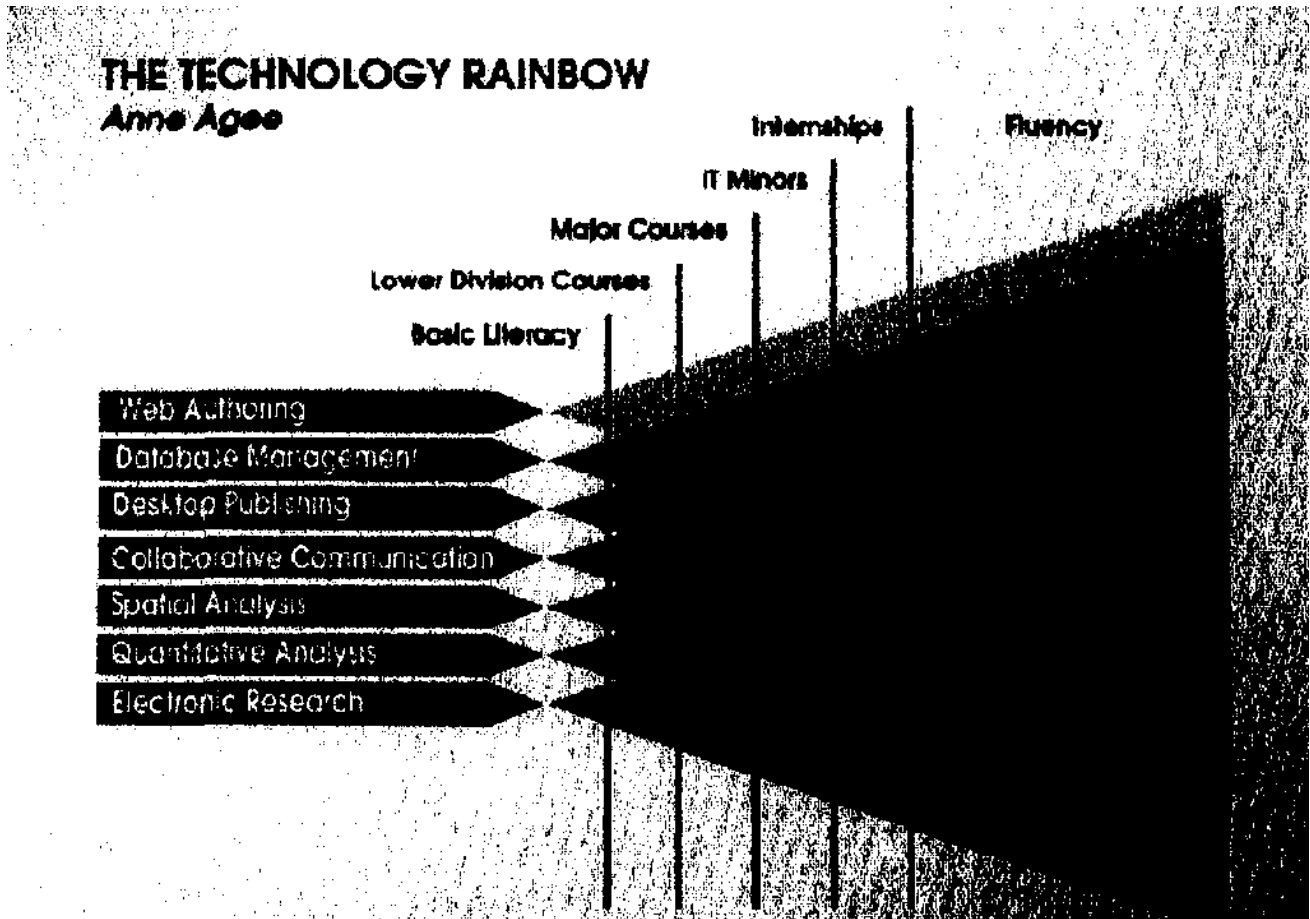 THE TECHNOLOGY RAINBOW
Anne Agee
Internships
Fluency
IT Minors
Major Courses
Lower Division Courses
Basic Literacy
Web Authoring
Database Management
Desktop Publishing
Collaborative Communication
Spatial Analysis
Quantitative Analysis
Electronic Research